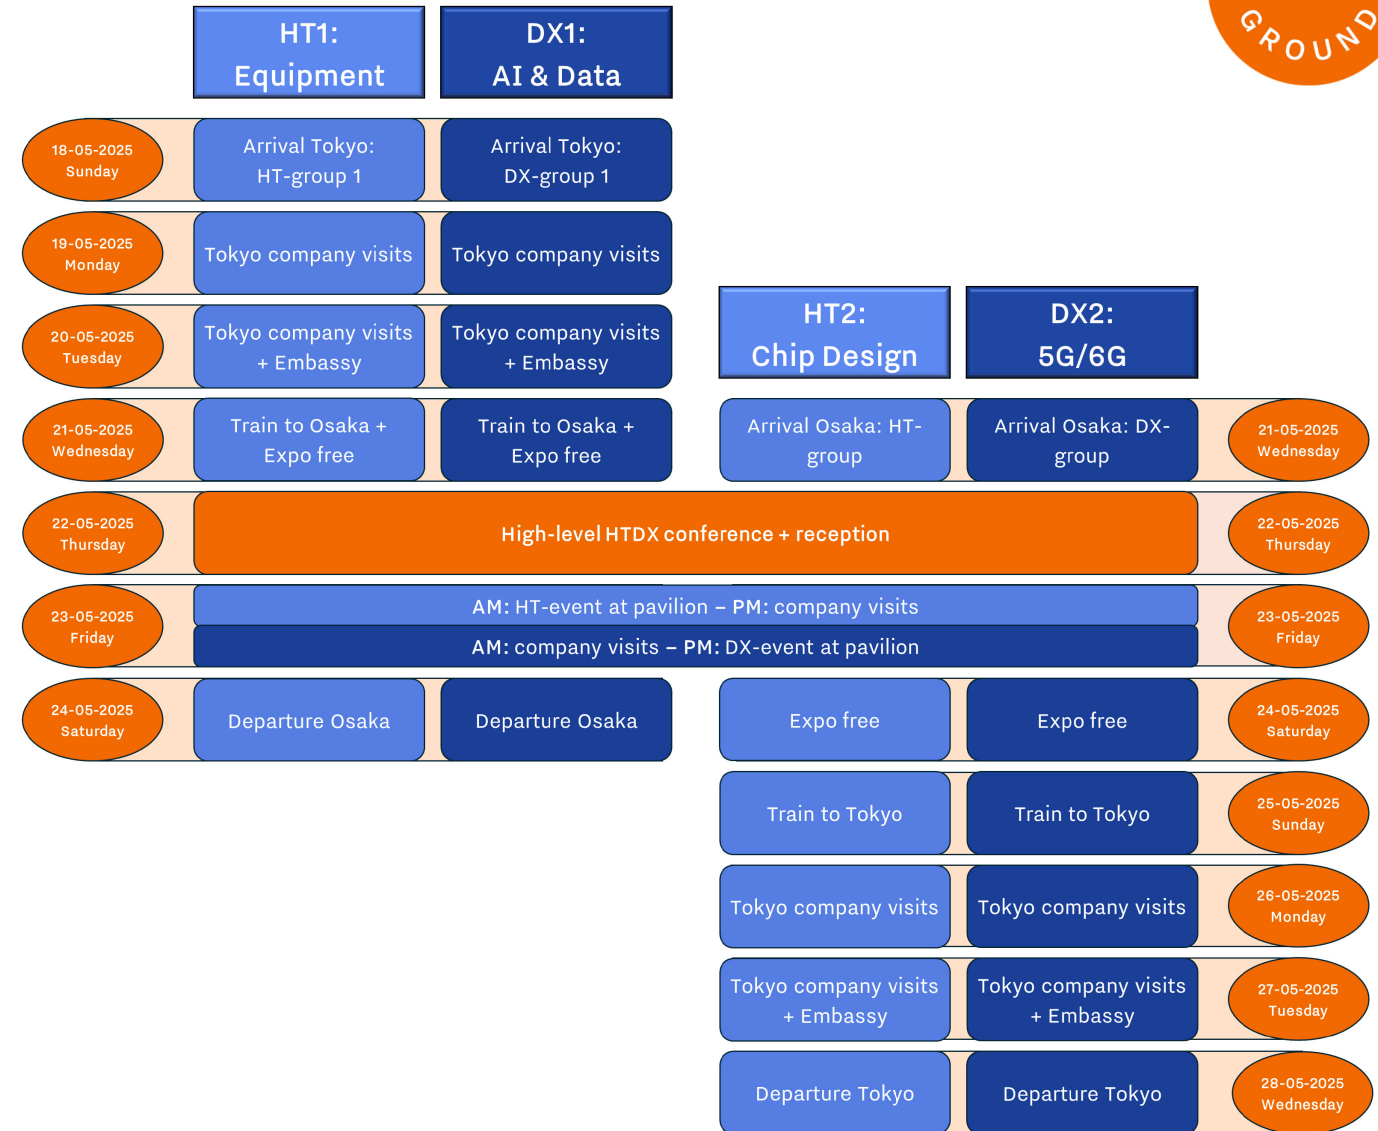 GROUND
HT1:
Equipment
DX1:
AI & Data
18-05-2025
Sunday
Arrival Tokyo:
HT-group 1
Arrival Tokyo:
DX-group 1
19-05-2025
Monday
Tokyo company visits
Tokyo company visits
20-05-2025
Tuesday
Tokyo company visits
+ Embassy
Tokyo company visits
+ Embassy
HT2:
Chip Design
DX2:
5G/6G
21-05-2025
Wednesday
Train to Osaka +
Expo free
Train to Osaka +
Expo free
Arrival Osaka: HT-
group
Arrival Osaka: DX-
group
21-05-2025
Wednesday
22-05-2025
Thursday
High-level HTDX conference + reception
22-05-2025
Thursday
23-05-2025
Friday
AM: HT-event at pavilion – PM: company visits
AM: company visits – PM: DX-event at pavilion
23-05-2025
Friday
24-05-2025
Saturday
Departure Osaka
Departure Osaka
Expo free
Expo free
24-05-2025
Saturday
Train to Tokyo
Train to Tokyo
25-05-2025
Sunday
Tokyo company visits
Tokyo company visits
26-05-2025
Monday
Tokyo company visits
+ Embassy
Tokyo company visits
+ Embassy
27-05-2025
Tuesday
Departure Tokyo
Departure Tokyo
28-05-2025
Wednesday